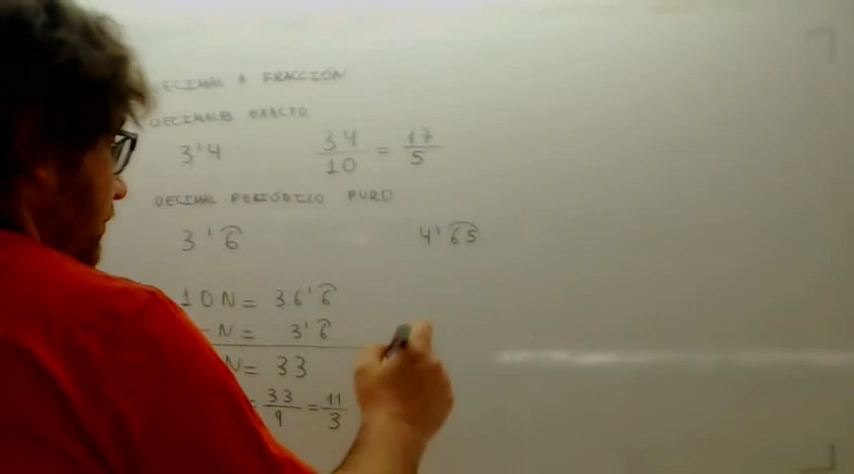 ECIMAL A FRACCIÓN
DECIMALES EXACTO
3'4 34/10 = 17/5
DECIMAL PERIÓDICO PURO
3'6͡ 4'6͡5
10N = 36'6͡
-N = 3'6͡
N = 33
= 33/9 = 11/3